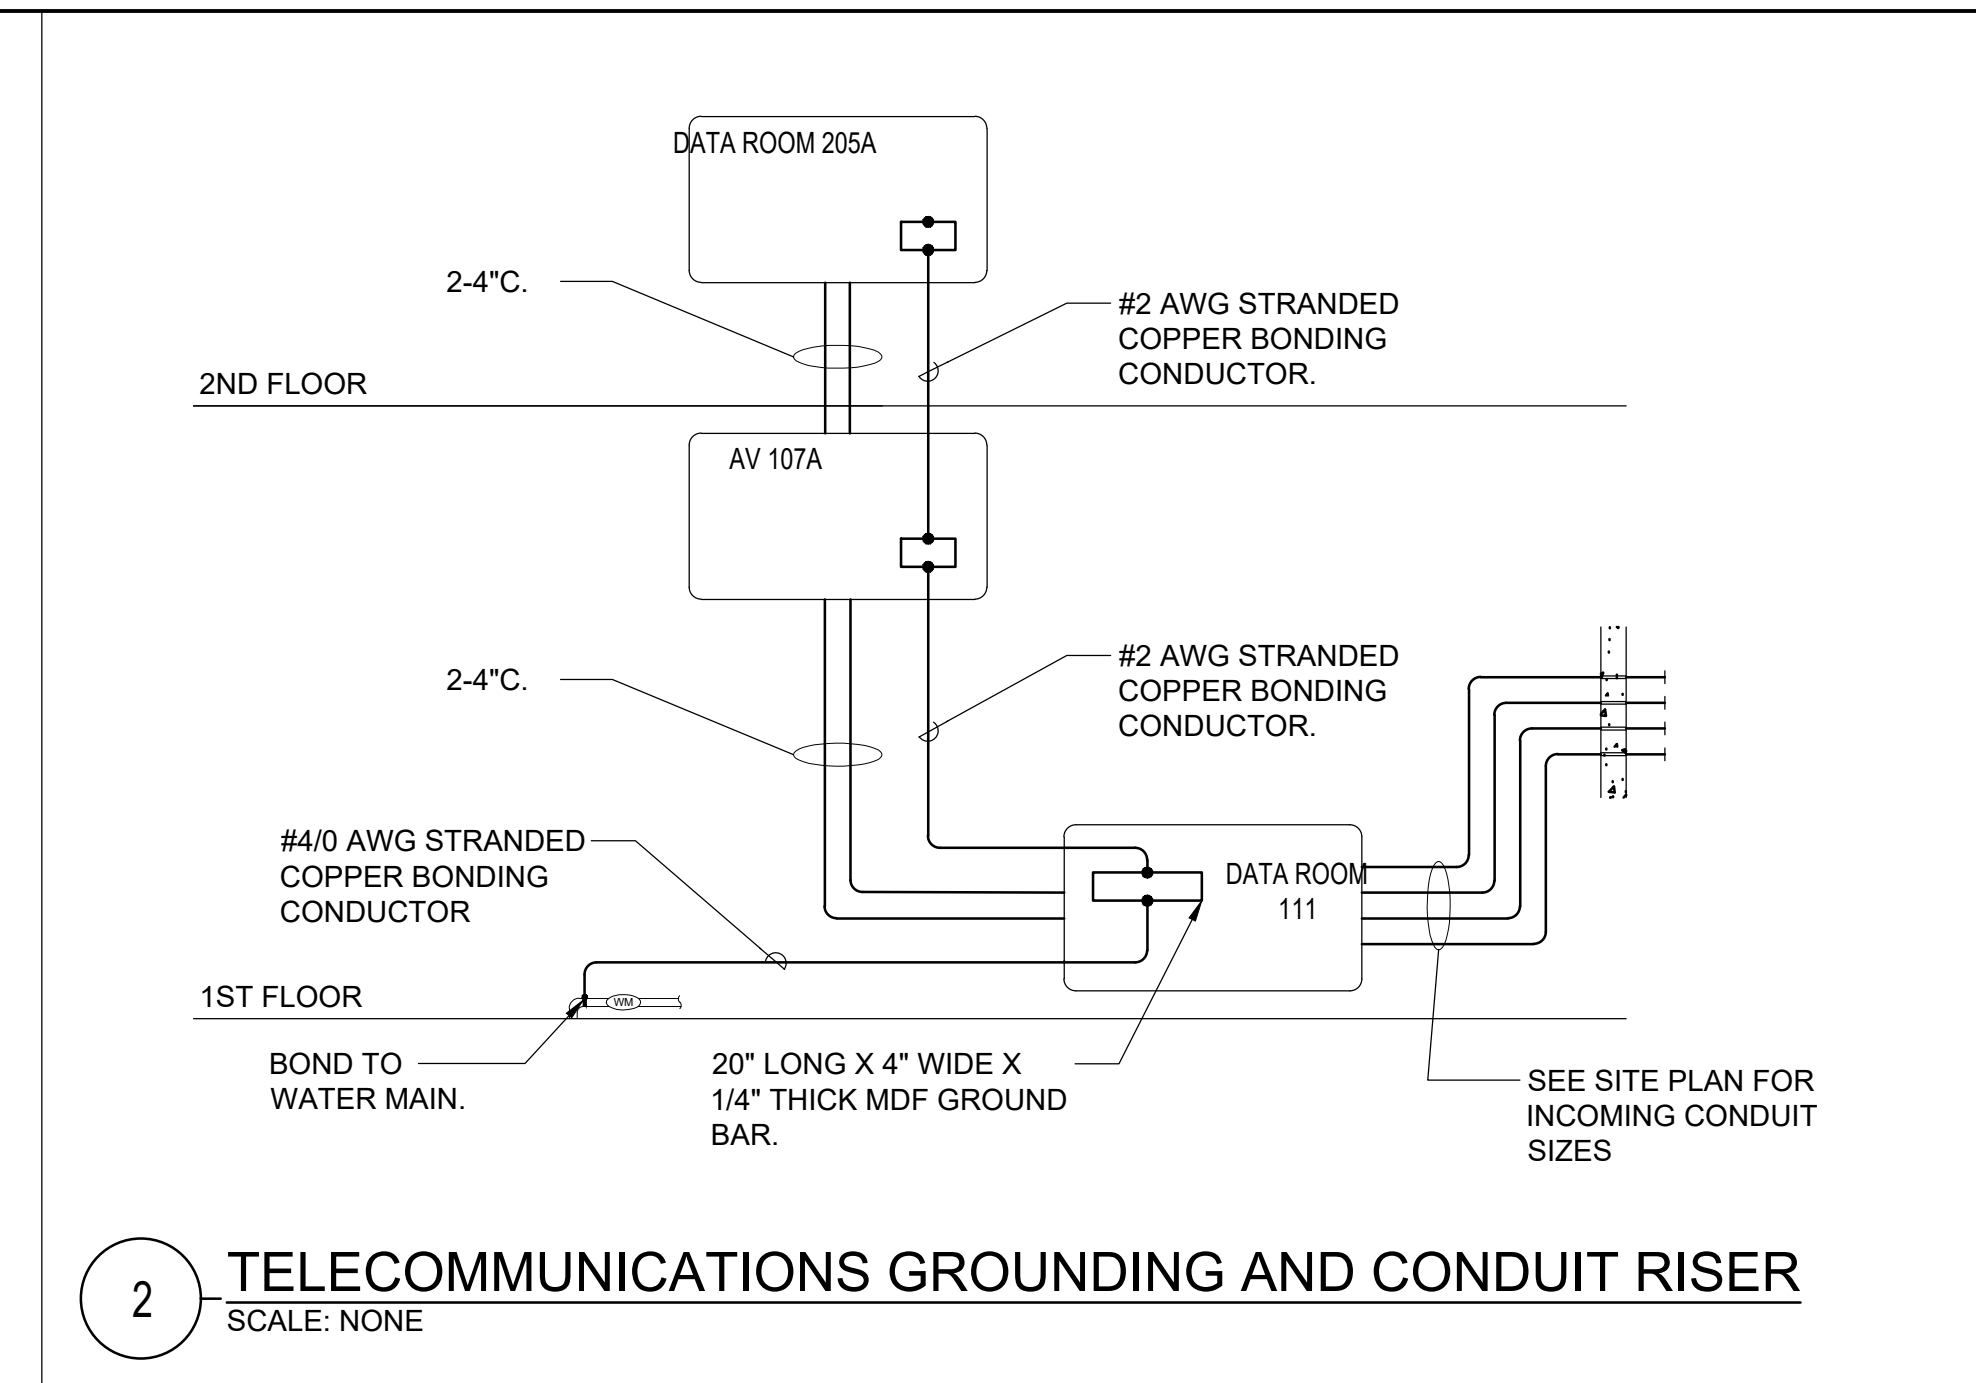 DATA ROOM 205A
2-4"C.
#2 AWG STRANDED
COPPER BONDING
CONDUCTOR.
2ND FLOOR
AV 107A
2-4"C.
#2 AWG STRANDED
COPPER BONDING
CONDUCTOR.
#4/0 AWG STRANDED
COPPER BONDING
CONDUCTOR
DATA ROOM
111
1ST FLOOR
WM
BOND TO
WATER MAIN.
20" LONG X 4" WIDE X
1/4" THICK MDF GROUND
BAR.
SEE SITE PLAN FOR
INCOMING CONDUIT
SIZES
2
TELECOMMUNICATIONS GROUNDING AND CONDUIT RISER
SCALE: NONE